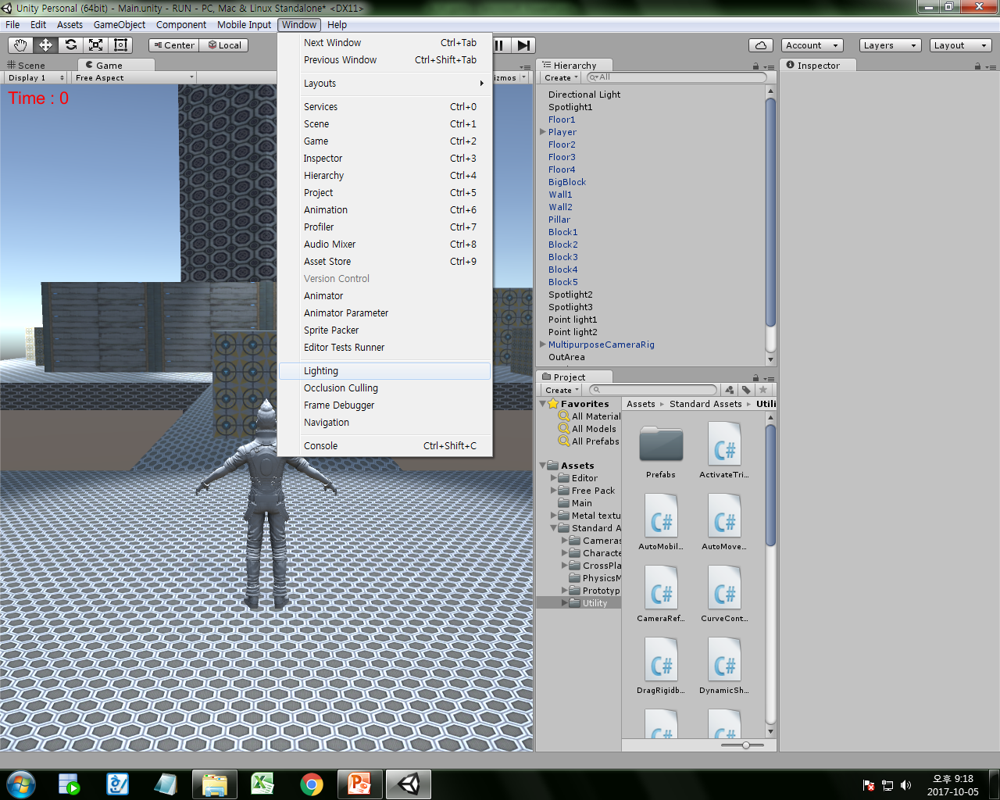 Unity Personal (64bit) - Main.unity - RUN - PC, Mac & Linux Standalone* <DX11>
File Edit Assets GameObject Component Mobile Input Window Help
Center Local
Account Layers Layout
Scene Game
Display 1 Free Aspect
Time : 0
Next Window Ctrl+Tab
Previous Window Ctrl+Shift+Tab
Layouts
Services Ctrl+0
Scene Ctrl+1
Game Ctrl+2
Inspector Ctrl+3
Hierarchy Ctrl+4
Project Ctrl+5
Animation Ctrl+6
Profiler Ctrl+7
Audio Mixer Ctrl+8
Asset Store Ctrl+9
Version Control
Animator
Animator Parameter
Sprite Packer
Editor Tests Runner
Lighting
Occlusion Culling
Frame Debugger
Navigation
Console Ctrl+Shift+C
izmos
Hierarchy
Create All
Directional Light
Spotlight1
Floor1
Player
Floor2
Floor3
Floor4
BigBlock
Wall1
Wall2
Pillar
Block1
Block2
Block3
Block4
Block5
Spotlight2
Spotlight3
Point light1
Point light2
MultipurposeCameraRig
OutArea
Project
Create
Favorites
All Material
All Models
All Prefabs
Assets
Editor
Free Pack
Main
Metal textu
Standard A
Cameras
Characte
CrossPla
PhysicsM
Prototyp
Utility
Assets Standard Assets Utili
Prefabs ActivateTri...
C#
AutoMobil... AutoMove...
C# C#
CameraRef... CurveCont...
C# C#
DragRigidb... DynamicSh...
C# C#
C# C#
Inspector
오후 9:18
2017-10-05